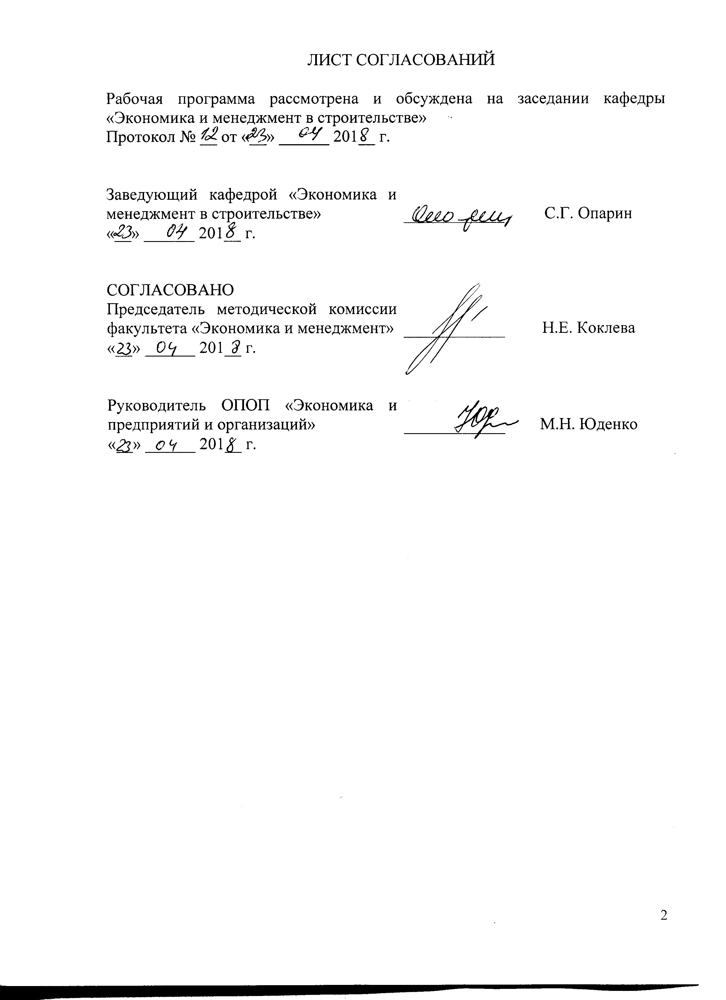 ЛИСТ СОГЛАСОВАНИЙ
Рабочая программа рассмотрена и обсуждена на заседании кафедры
«Экономика и менеджмент в строительстве»
Протокол № 12 от «23» 04 2018 г.
Заведующий кафедрой «Экономика и
менеджмент в строительстве» С.Г. Опарин
«23» 04 2018 г.
СОГЛАСОВАНО
Председатель методической комиссии
факультета «Экономика и менеджмент» Н.Е. Коклева
«23» 04 2018 г.
Руководитель ОПОП «Экономика и
предприятий и организаций» М.Н. Юденко
«23» 04 2018 г.
2